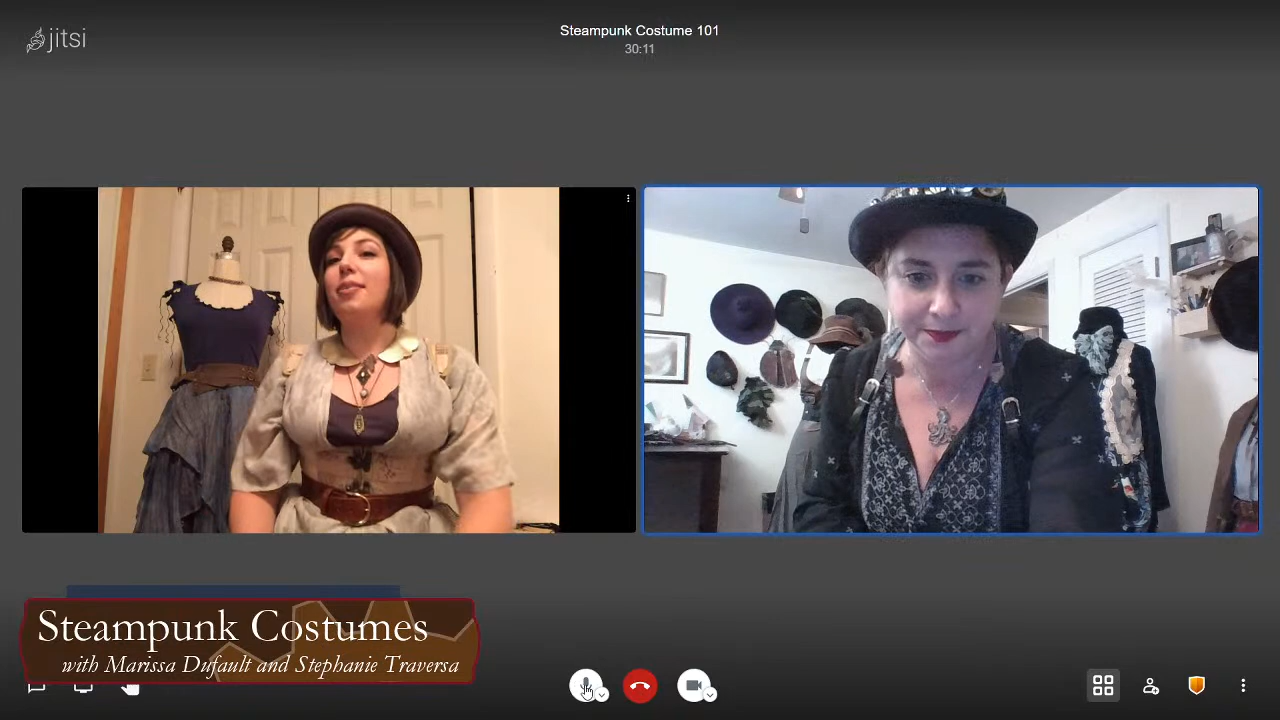 jitsi
Steampunk Costume 101
30:11
Steampunk Costumes
with Marissa Dufault and Stephanie Traversa